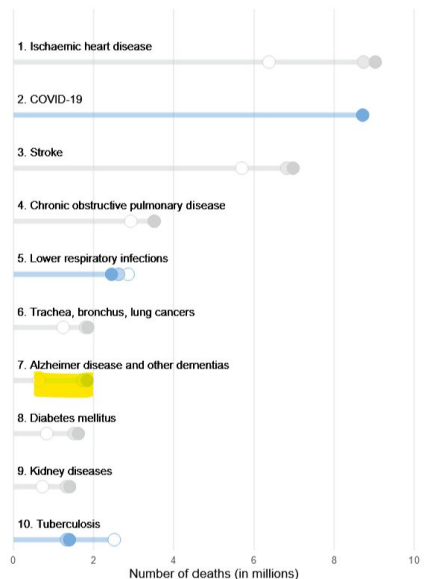 1. Ischaemic heart disease
2. COVID-19
3. Stroke
4. Chronic obstructive pulmonary disease
5. Lower respiratory infections
6. Trachea, bronchus, lung cancers
7. Alzheimer disease and other dementias
8. Diabetes mellitus
9. Kidney diseases
10. Tuberculosis
0 2 4 6 8 10
Number of deaths (in millions)